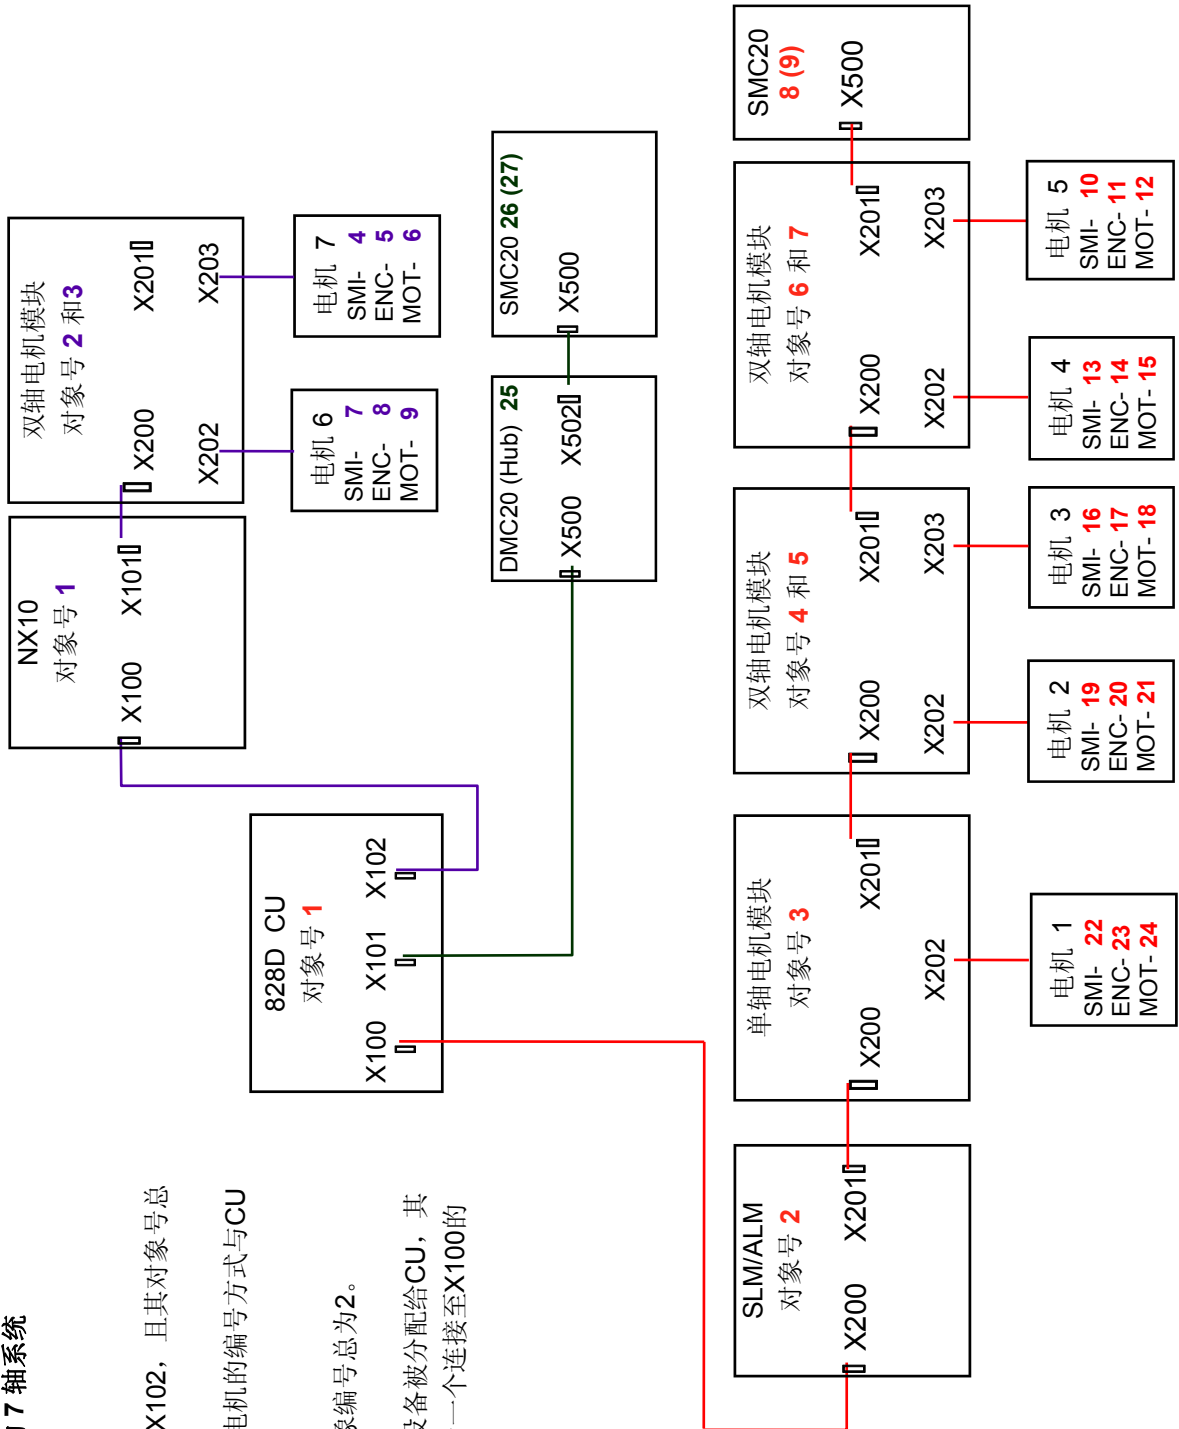 7 轴系统
X102，且其对象号总
电机的编号方式与CU
编号总为2。
设备被分配给CU，其
一个连接至X100的
828D CU
对象号 1
X100
X101
X102
NX10
对象号 1
X100
X101
双轴电机模块
对象号 2 和3
X200
X201
X202
X203
电机 6
SMI- 7
ENC- 8
MOT- 9
电机 7
SMI- 4
ENC- 5
MOT- 6
DMC20 (Hub) 25
X500
X502
SMC20 26 (27)
X500
SLM/ALM
对象号 2
X200
X201
单轴电机模块
对象号 3
X200
X201
X202
双轴电机模块
对象号 4 和 5
X200
X201
X202
X203
双轴电机模块
对象号 6 和 7
X200
X201
X202
X203
SMC20
8 (9)
X500
电机 1
SMI- 22
ENC- 23
MOT- 24
电机 2
SMI- 19
ENC- 20
MOT- 21
电机 3
SMI- 16
ENC- 17
MOT- 18
电机 4
SMI- 13
ENC- 14
MOT- 15
电机 5
SMI- 10
ENC- 11
MOT- 12